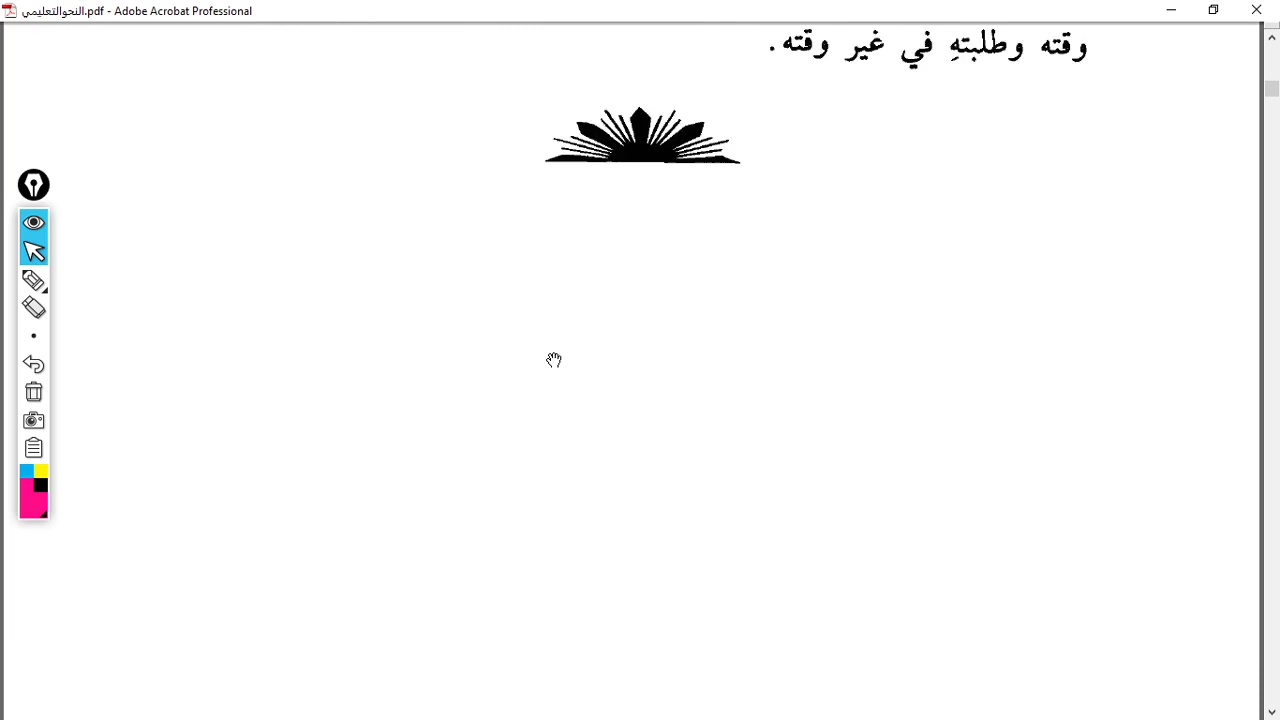 النحوالتعليمي.pdf - Adobe Acrobat Professional
وقته وطلبتهِ في غير وقته.